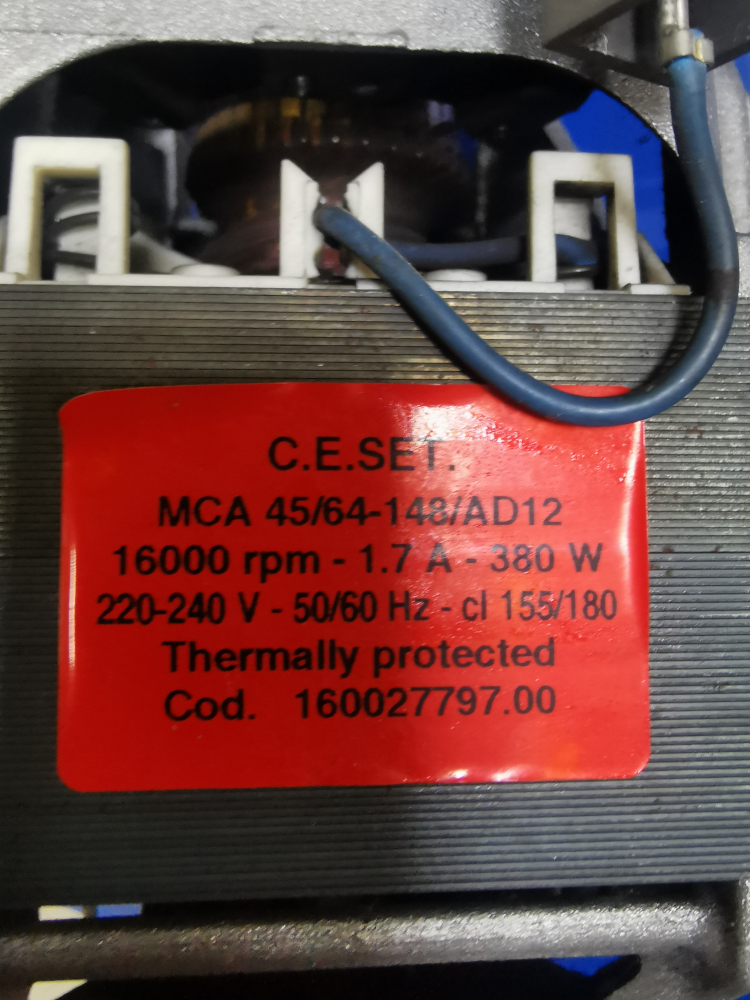 C.E.SET.
MCA 45/64-148/AD12
16000 rpm - 1.7 A - 380 W
220-240 V - 50/60 Hz - cl 155/180
Thermally protected
Cod. 160027797.00